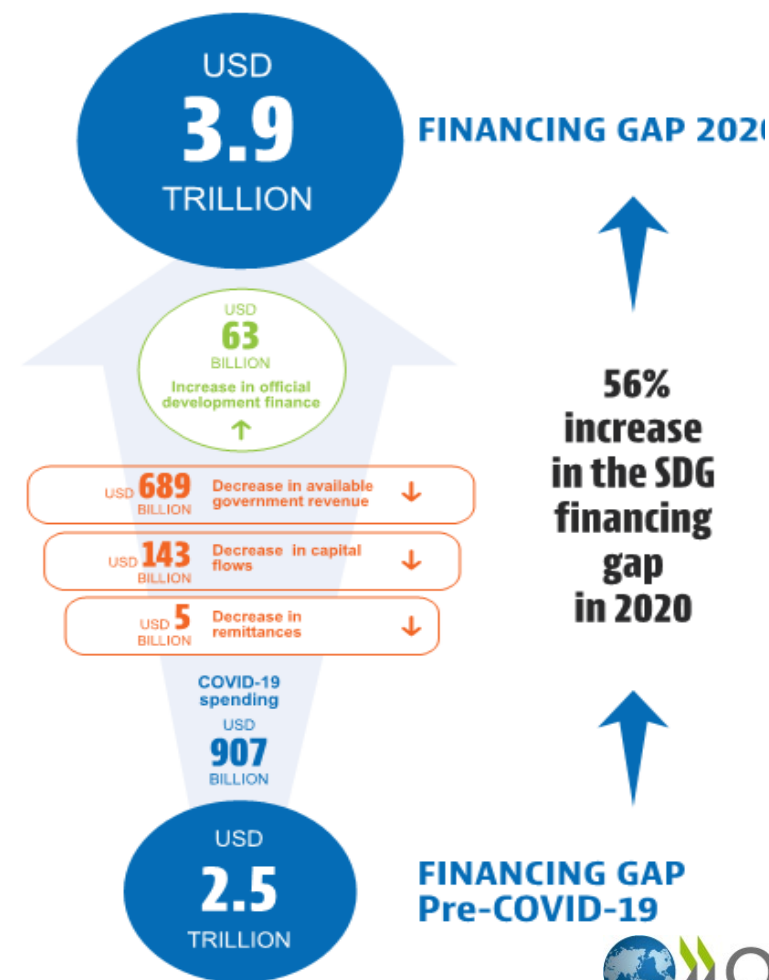 USD
3.9
TRILLION
FINANCING GAP 2020
USD
63
BILLION
Increase in official
development finance
↑
USD 689
BILLION
Decrease in available
government revenue
↓
USD 143
BILLION
Decrease in capital
flows
↓
USD 5
BILLION
Decrease in
remittances
↓
COVID-19
spending
USD
907
BILLION
USD
2.5
TRILLION
56%
increase
in the SDG
financing
gap
in 2020
FINANCING GAP
Pre-COVID-19